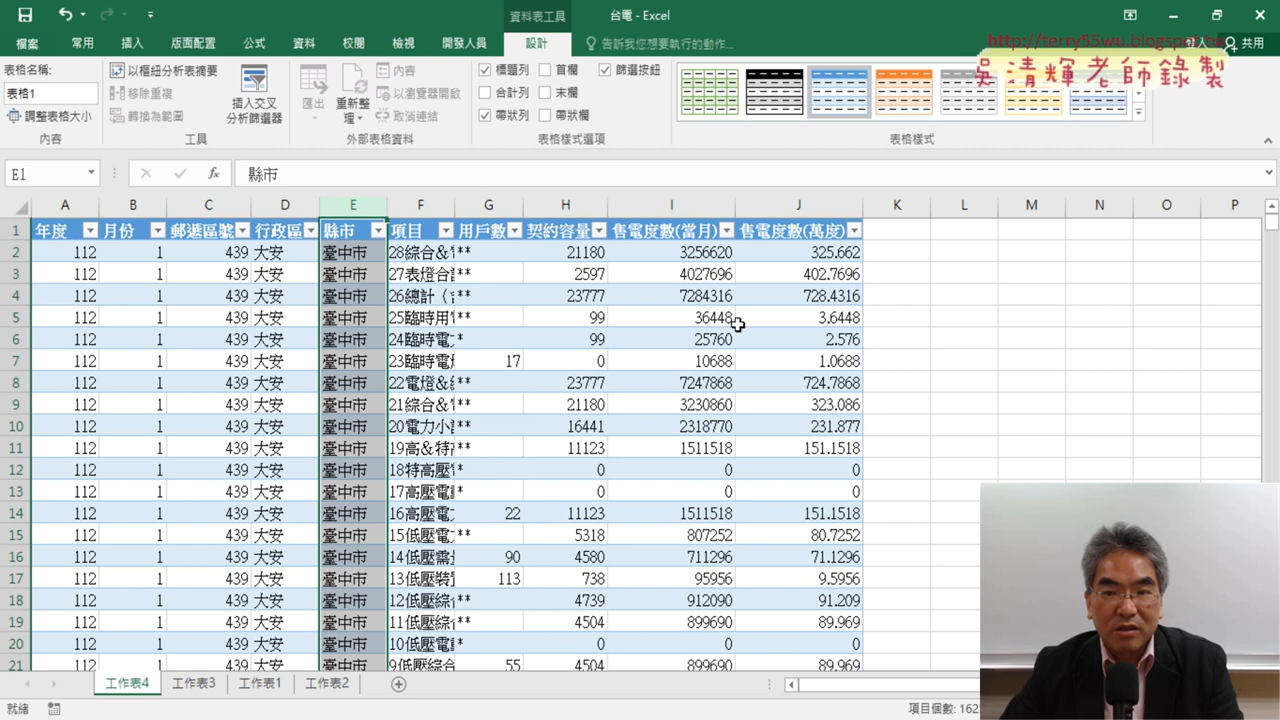 資料表工具
台電 - Excel
檔案 常用 插入 版面配置 公式 資料 校閱 檢視 開發人員 設計 告訴我您想要執行的動作... 共用
http://terry55wu.blogspot.tw
吳清輝老師錄製
表格名稱:
表格1
調整表格大小
內容
以樞紐分析表摘要
移除重複
轉換為範圍
插入交叉
分析篩選器
工具
匯出
重新整
理
內容
以瀏覽器開啟
取消連結
外部表格資料
標題列 首欄 篩選按鈕
合計列 末欄
帶狀列 帶狀欄
表格樣式選項
表格樣式
E1 fx 縣市
A B C D E F G H I J K L M N O P
1 年度 月份 郵遞區號 行政區 縣市 項目 用戶數 契約容量 售電度數(當月) 售電度數(萬度)
2 112 1 439 大安 臺中市 28綜合& ** 21180 3256620 325.662
3 112 1 439 大安 臺中市 27表燈合 ** 2597 4027696 402.7696
4 112 1 439 大安 臺中市 26總計 ** 23777 7284316 728.4316
5 112 1 439 大安 臺中市 25臨時用 ** 99 36448 3.6448
6 112 1 439 大安 臺中市 24臨時電 * 99 25760 2.576
7 112 1 439 大安 臺中市 23臨時電 17 0 10688 1.0688
8 112 1 439 大安 臺中市 22電燈& ** 23777 7247868 724.7868
9 112 1 439 大安 臺中市 21綜合& ** 21180 3230860 323.086
10 112 1 439 大安 臺中市 20電力小 ** 16441 2318770 231.877
11 112 1 439 大安 臺中市 19高&特 ** 11123 1511518 151.1518
12 112 1 439 大安 臺中市 18特高壓 * 0 0 0
13 112 1 439 大安 臺中市 17高壓電 * 0 0 0
14 112 1 439 大安 臺中市 16高壓電 22 11123 1511518 151.1518
15 112 1 439 大安 臺中市 15低壓電 ** 5318 807252 80.7252
16 112 1 439 大安 臺中市 14低壓需 90 4580 711296 71.1296
17 112 1 439 大安 臺中市 13低壓裝 113 738 95956 9.5956
18 112 1 439 大安 臺中市 12低壓綜 ** 4739 912090 91.209
19 112 1 439 大安 臺中市 11低壓綜 ** 4504 899690 89.969
20 112 1 439 大安 臺中市 10低壓電 * 0 0 0
21 112 1 439 大安 臺中市 9低壓綜合 55 4504 899690 89.969
工作表4 工作表3 工作表1 工作表2
就緒 項目個數: 162